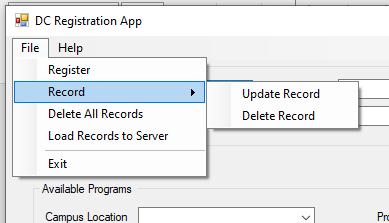 DC Registration App
File Help
Register
Record
Update Record
Delete All Records
Delete Record
Load Records to Server
Exit
Available Programs
Campus Location